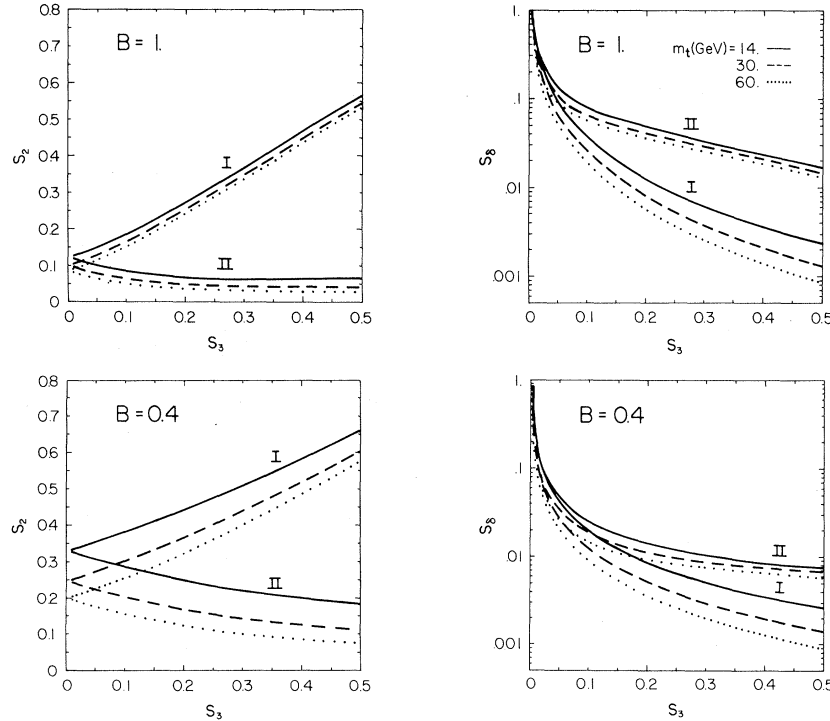 B = 1.
S₂
0.8
0.7
0.6
0.5
0.4
0.3
0.2
0.1
0
I
II
0 0.1 0.2 0.3 0.4 0.5
S₃
B = 1.
mₜ(GeV) = 14.
30.
60.
S_δ
1.
.1
.01
.001
II
I
0 0.1 0.2 0.3 0.4 0.5
S₃
B = 0.4
S₂
0.8
0.7
0.6
0.5
0.4
0.3
0.2
0.1
0
I
II
0 0.1 0.2 0.3 0.4 0.5
S₃
B = 0.4
S_δ
1.
.1
.01
.001
II
I
0 0.1 0.2 0.3 0.4 0.5
S₃